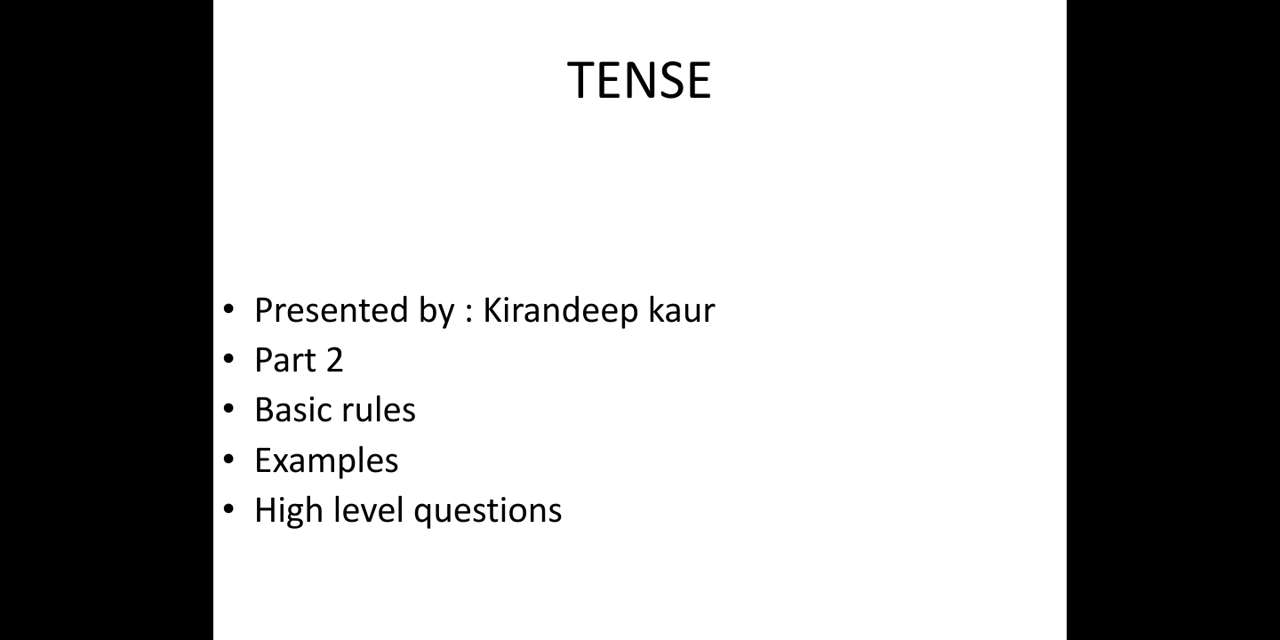 TENSE
• Presented by : Kirandeep kaur
• Part 2
• Basic rules
• Examples
• High level questions